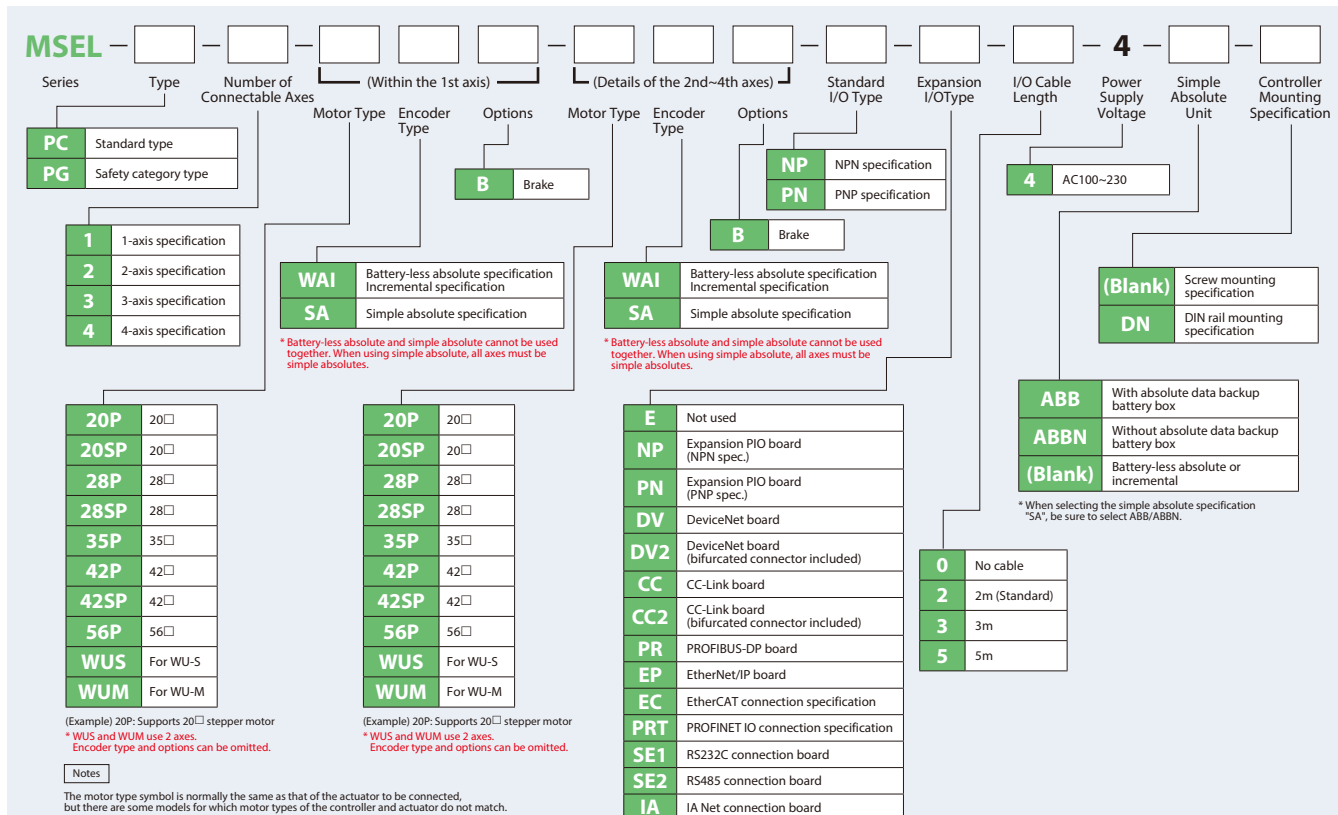 MSEL — — — — — — — — 4 — —
Series
Type
Number of
Connectable Axes
(Within the 1st axis)
Motor Type
Encoder
Type
Options
(Details of the 2nd~4th axes)
Motor Type
Encoder
Type
Options
Standard
I/O Type
Expansion
I/OType
I/O Cable
Length
Power
Supply
Voltage
Simple
Absolute
Unit
Controller
Mounting
Specification
PC Standard type
PG Safety category type
1 1-axis specification
2 2-axis specification
3 3-axis specification
4 4-axis specification
B Brake
WAI Battery-less absolute specification
Incremental specification
SA Simple absolute specification
* Battery-less absolute and simple absolute cannot be used
together. When using simple absolute, all axes must be
simple absolutes.
B Brake
WAI Battery-less absolute specification
Incremental specification
SA Simple absolute specification
* Battery-less absolute and simple absolute cannot be used
together. When using simple absolute, all axes must be
simple absolutes.
NP NPN specification
PN PNP specification
4 AC100~230
(Blank) Screw mounting
specification
DN DIN rail mounting
specification
ABB With absolute data backup
battery box
ABBN Without absolute data backup
battery box
(Blank) Battery-less absolute or
incremental
* When selecting the simple absolute specification
"SA", be sure to select ABB/ABBN.
20P 20□
20SP 20□
28P 28□
28SP 28□
35P 35□
42P 42□
42SP 42□
56P 56□
WUS For WU-S
WUM For WU-M
(Example) 20P: Supports 20□ stepper motor
* WUS and WUM use 2 axes.
Encoder type and options can be omitted.
20P 20□
20SP 20□
28P 28□
28SP 28□
35P 35□
42P 42□
42SP 42□
56P 56□
WUS For WU-S
WUM For WU-M
(Example) 20P: Supports 20□ stepper motor
* WUS and WUM use 2 axes.
Encoder type and options can be omitted.
E Not used
NP Expansion PIO board
(NPN spec.)
PN Expansion PIO board
(PNP spec.)
DV DeviceNet board
DV2 DeviceNet board
(bifurcated connector included)
CC CC-Link board
CC2 CC-Link board
(bifurcated connector included)
PR PROFIBUS-DP board
EP EtherNet/IP board
EC EtherCAT connection specification
PRT PROFINET IO connection specification
SE1 RS232C connection board
SE2 RS485 connection board
IA IA Net connection board
0 No cable
2 2m (Standard)
3 3m
5 5m
Notes
The motor type symbol is normally the same as that of the actuator to be connected,
but there are some models for which motor types of the controller and actuator do not match.